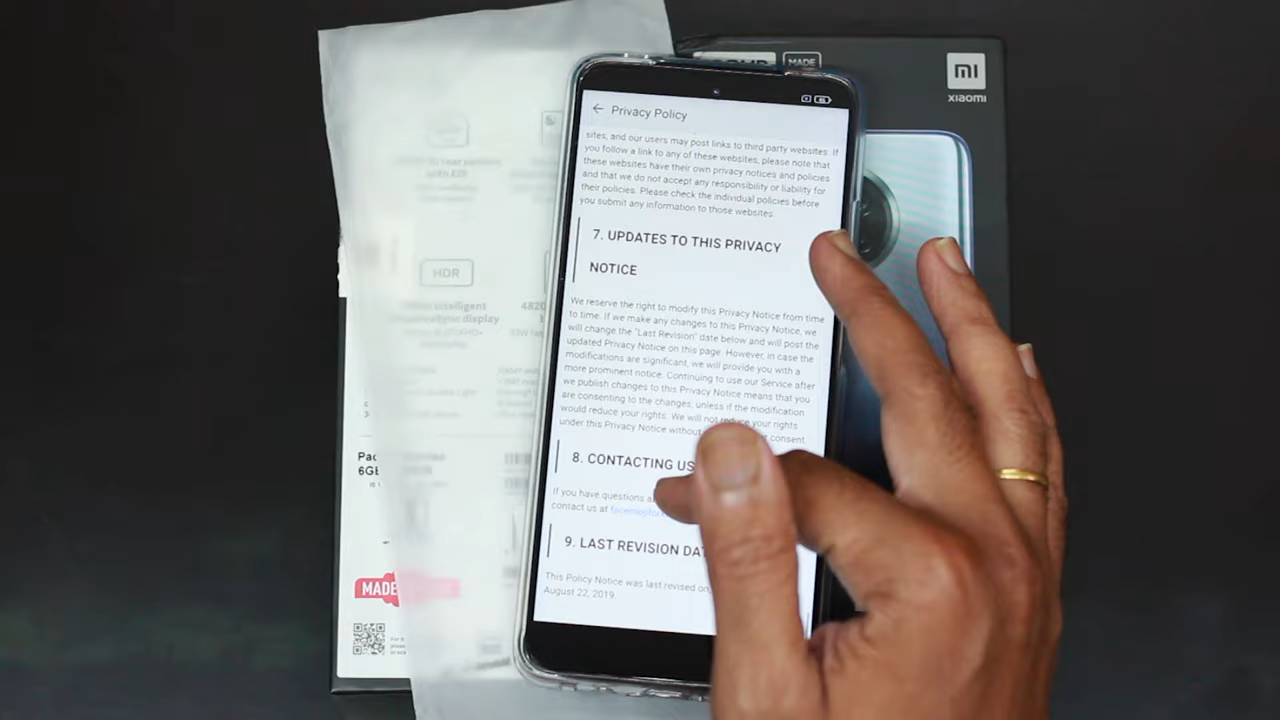 MADE
mi
xiaomi
Privacy Policy
sites, and our users may post links to third party websites. If
you follow a link to any of these websites, please note that
these websites have their own privacy notices and policies
and that we do not accept any responsibility or liability for
their policies. Please check the individual policies before
you submit any information to those websites.
7. UPDATES TO THIS PRIVACY
NOTICE
We reserve the right to modify this Privacy Notice from time
to time. If we make any changes to this Privacy Notice, we
will change the "Last Revision" date below and will post the
updated Privacy Notice on this page. However, in case the
modifications are significant, we will provide you with a
more prominent notice. Continuing to use our Service after
we publish changes to this Privacy Notice means that you
are consenting to the changes, unless if the modification
would reduce your rights. We will not reduce your rights
under this Privacy Notice without consent.
8. CONTACTING US
If you have questions
contact us at
9. LAST REVISION DAT
This Policy Notice was last revised on
August 22, 2019.
HDR
MADE